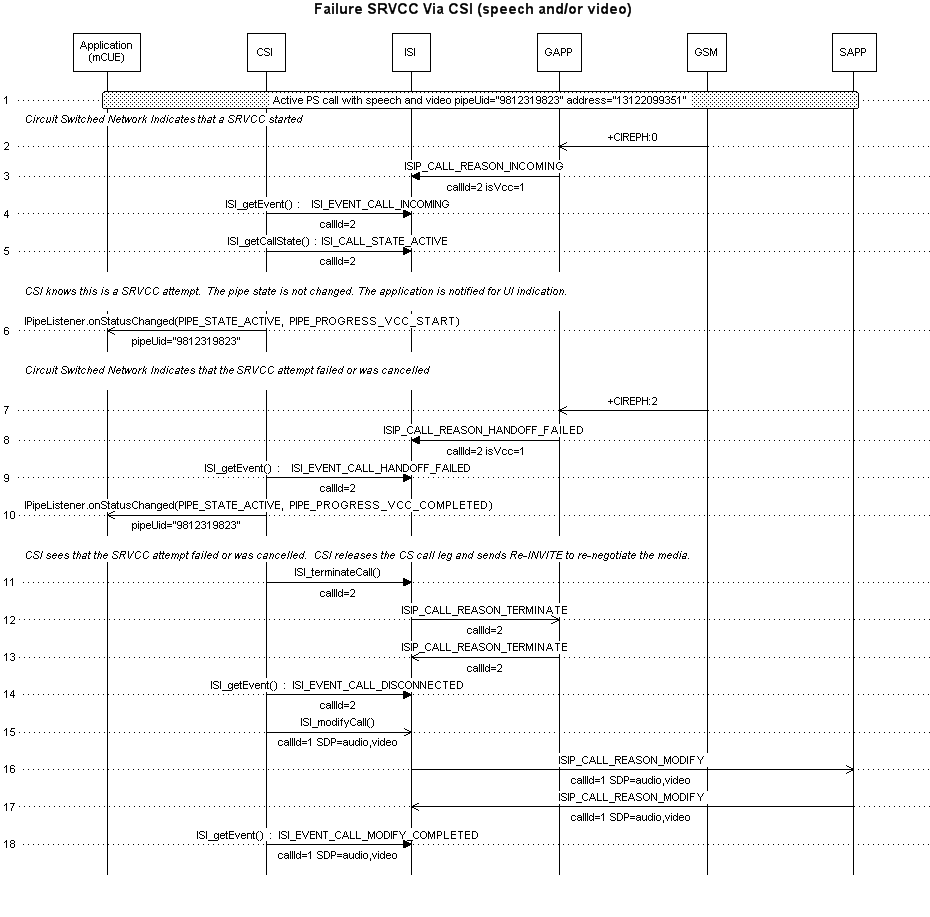 Failure SRVCC Via CSI (speech and/or video)
Application
(mCUE)
CSI
ISI
GAPP
GSM
SAPP
1
Active PS call with speech and video pipeUid="9812319823" address="13122099351"
Circuit Switched Network Indicates that a SRVCC started
+CIREPH:0
2
ISIP_CALL_REASON_INCOMING
3
callId=2 isVcc=1
ISI_getEvent() : ISI_EVENT_CALL_INCOMING
4
callId=2
ISI_getCallState() : ISI_CALL_STATE_ACTIVE
5
callId=2
CSI knows this is a SRVCC attempt. The pipe state is not changed. The application is notified for UI indication.
IPipeListener.onStatusChanged(PIPE_STATE_ACTIVE, PIPE_PROGRESS_VCC_START)
6
pipeUid="9812319823"
Circuit Switched Network Indicates that the SRVCC attempt failed or was cancelled
+CIREPH:2
7
ISIP_CALL_REASON_HANDOFF_FAILED
8
callId=2 isVcc=1
ISI_getEvent() : ISI_EVENT_CALL_HANDOFF_FAILED
9
callId=2
IPipeListener.onStatusChanged(PIPE_STATE_ACTIVE, PIPE_PROGRESS_VCC_COMPLETED)
10
pipeUid="9812319823"
CSI sees that the SRVCC attempt failed or was cancelled. CSI releases the CS call leg and sends Re-INVITE to re-negotiate the media.
ISI_terminateCall()
11
callId=2
ISIP_CALL_REASON_TERMINATE
12
callId=2
ISIP_CALL_REASON_TERMINATE
13
callId=2
ISI_getEvent() : ISI_EVENT_CALL_DISCONNECTED
14
callId=2
ISI_modifyCall()
15
callId=1 SDP=audio,video
ISIP_CALL_REASON_MODIFY
16
callId=1 SDP=audio,video
ISIP_CALL_REASON_MODIFY
17
callId=1 SDP=audio,video
ISI_getEvent() : ISI_EVENT_CALL_MODIFY_COMPLETED
18
callId=1 SDP=audio,video